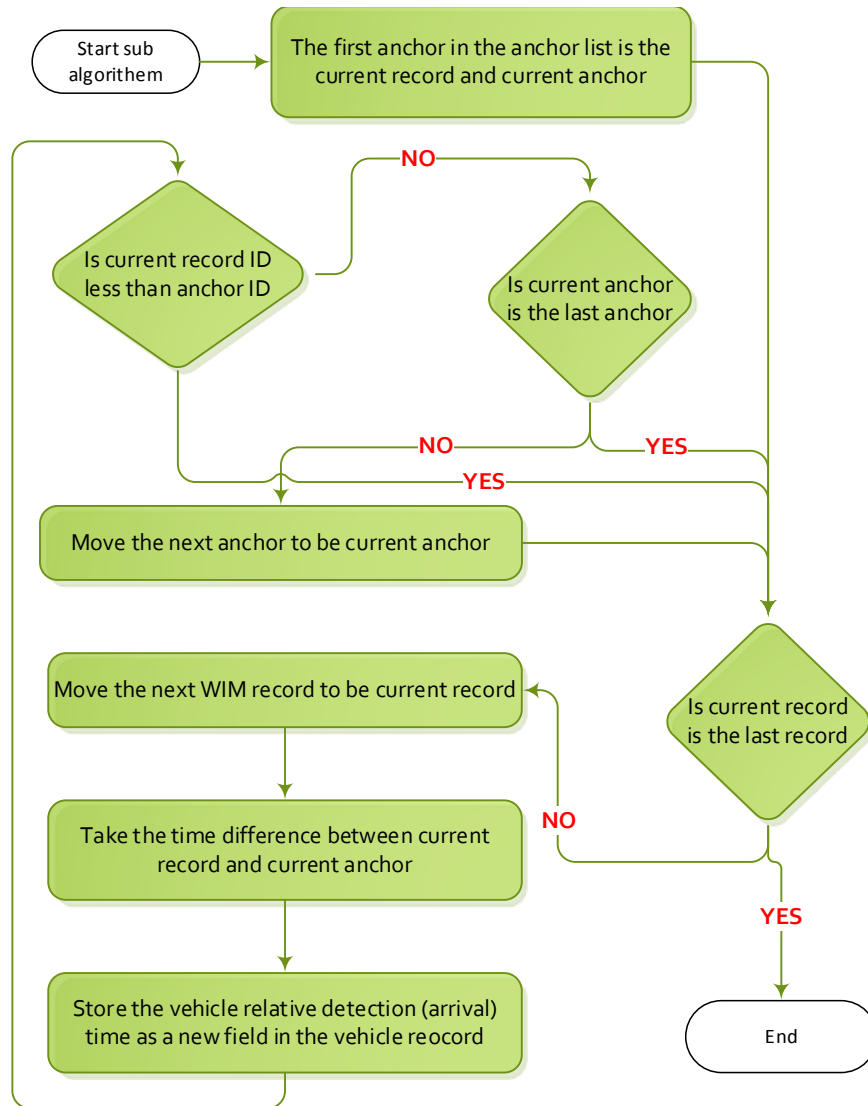 Start sub
algorithem
The first anchor in the anchor list is the
current record and current anchor
NO
Is current record ID
less than anchor ID
Is current anchor
is the last anchor
NO
YES
YES
Move the next anchor to be current anchor
Move the next WIM record to be current record
Is current record
is the last record
Take the time difference between current
record and current anchor
NO
YES
Store the vehicle relative detection (arrival)
time as a new field in the vehicle reocord
End